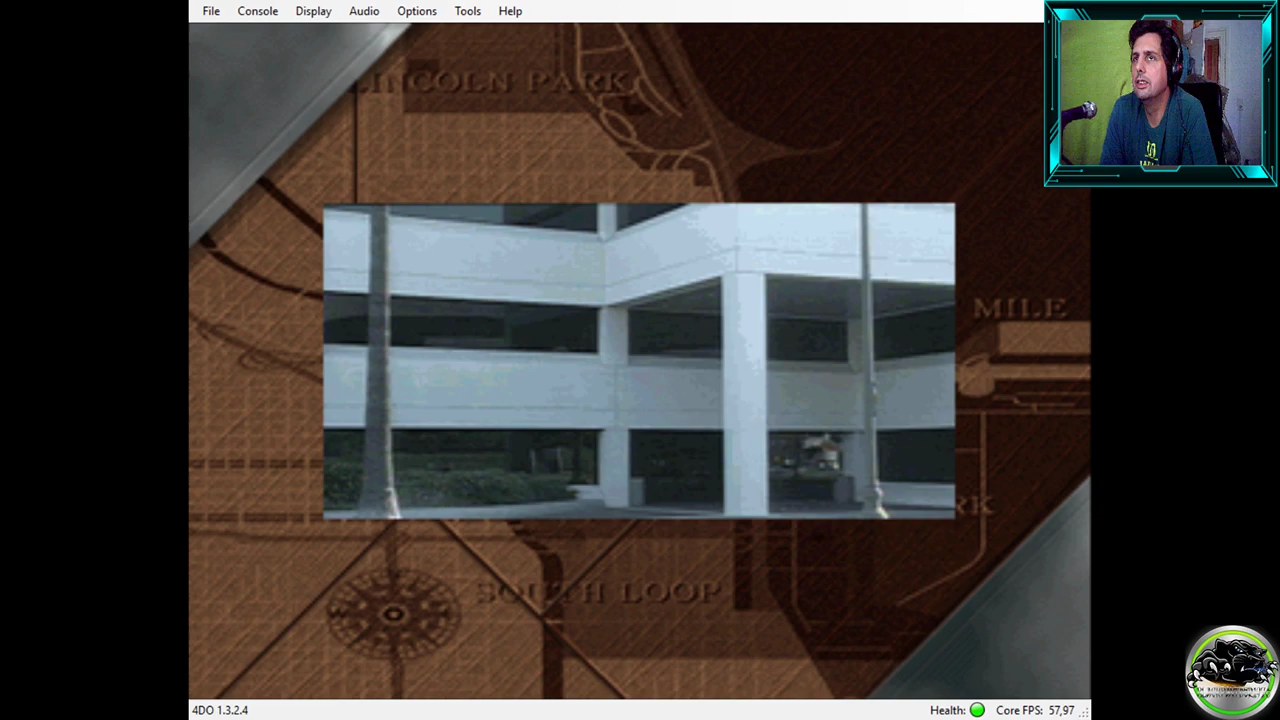 File Console Display Audio Options Tools Help
LINCOLN PARK
MILE
RK
SOUTH LOOP
4DO 1.3.2.4
Health: Core FPS: 57,97